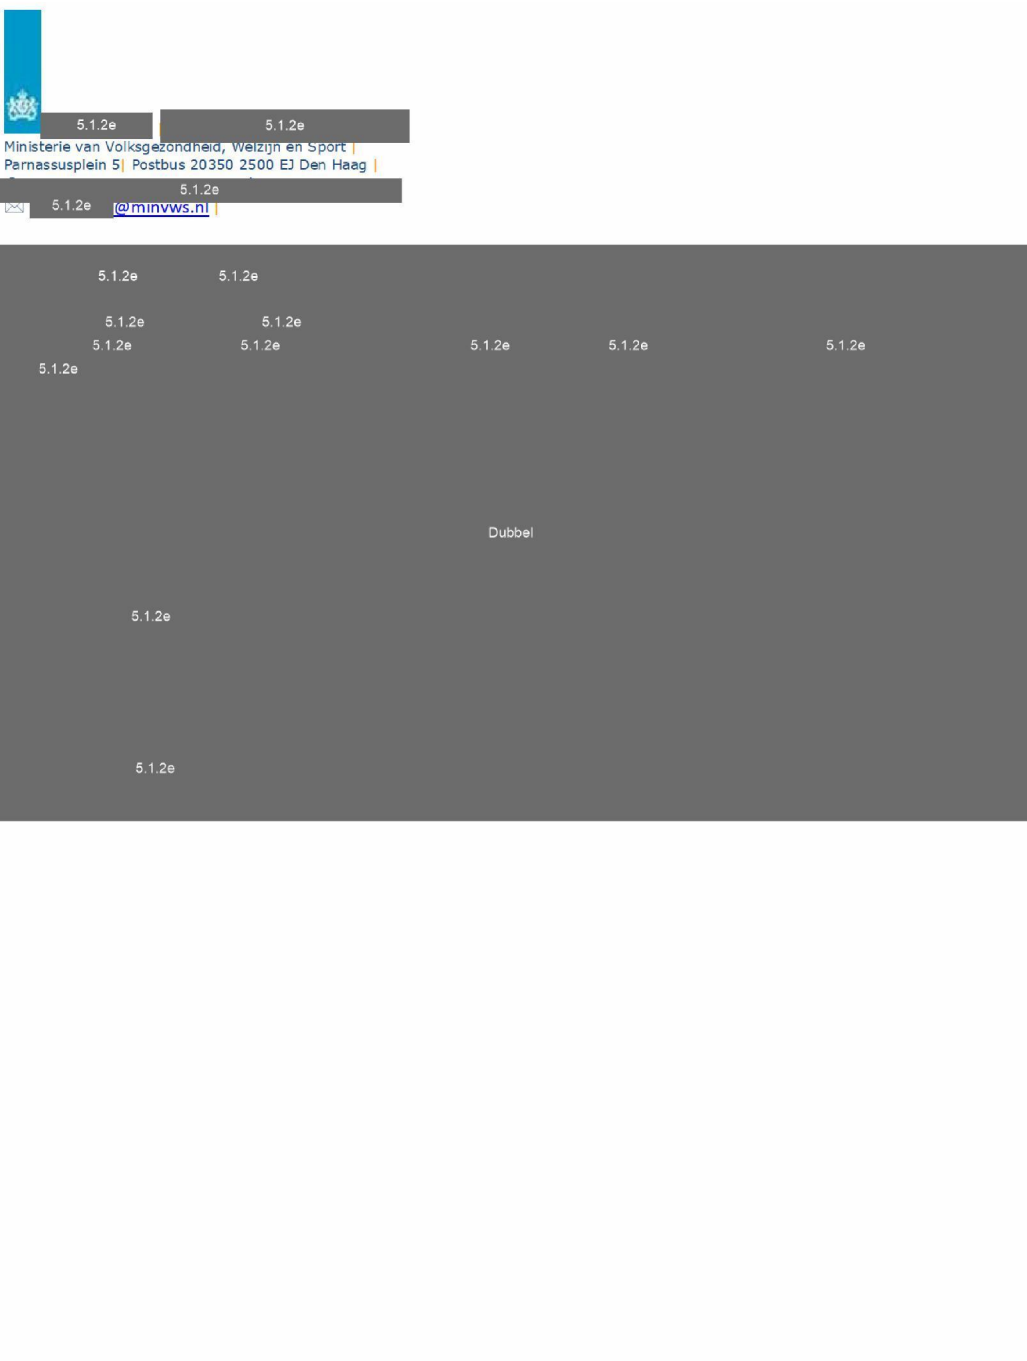 5.1.2e | 5.1.2e
Ministerie van Volksgezondheid, Welzijn en Sport |
Parnassusplein 5| Postbus 20350 2500 EJ Den Haag |
5.1.2e
5.1.2e @minvws.nl |
5.1.2e 5.1.2e
5.1.2e 5.1.2e
5.1.2e 5.1.2e 5.1.2e 5.1.2e 5.1.2e
5.1.2e
Dubbel
5.1.2e
5.1.2e